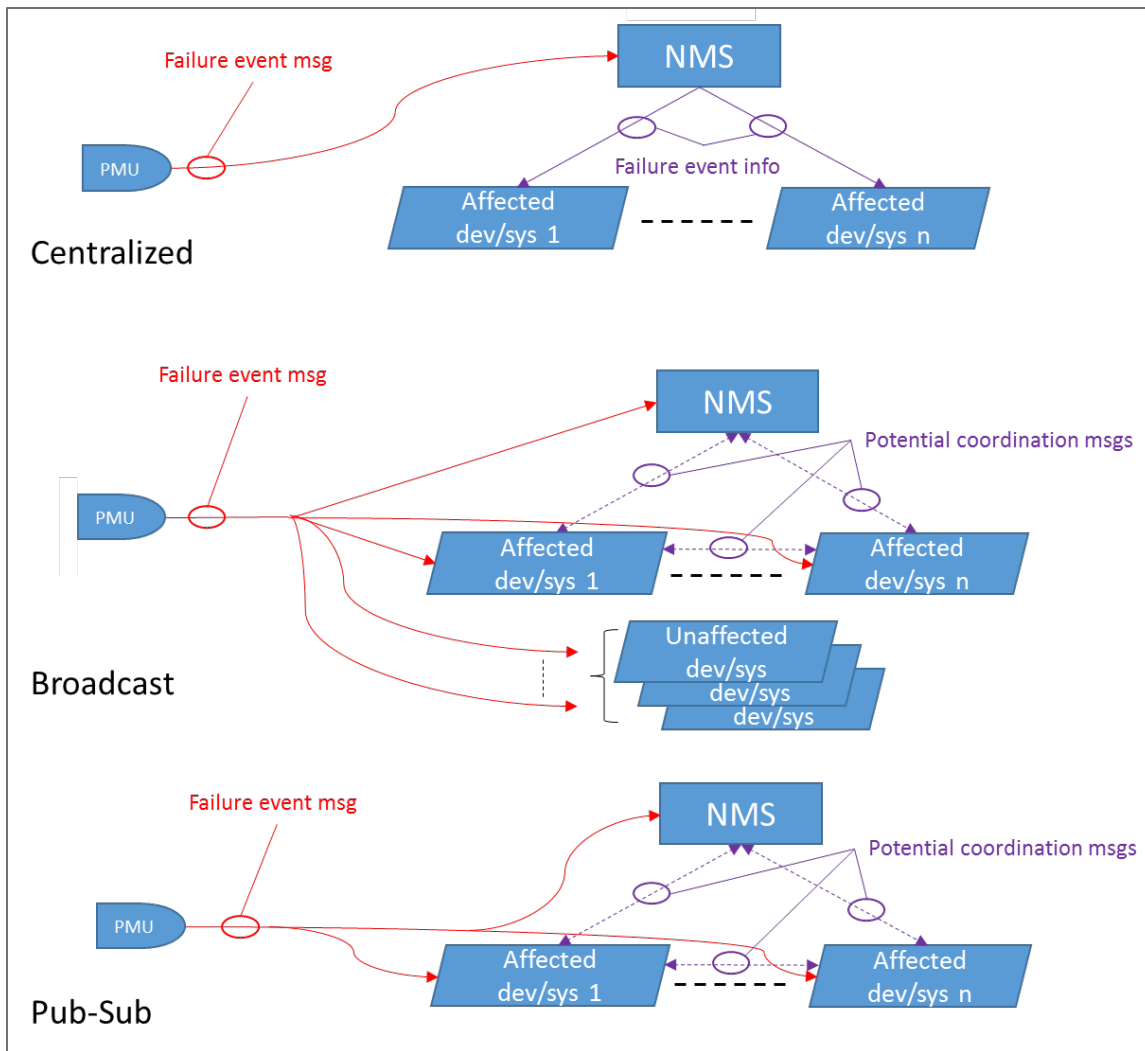 Failure event msg
NMS
PMU
Failure event info
Affected
dev/sys 1
Affected
dev/sys n
Centralized
Failure event msg
NMS
Potential coordination msgs
PMU
Affected
dev/sys 1
Affected
dev/sys n
Unaffected
dev/sys
dev/sys
dev/sys
Broadcast
Failure event msg
NMS
Potential coordination msgs
PMU
Affected
dev/sys 1
Affected
dev/sys n
Pub-Sub